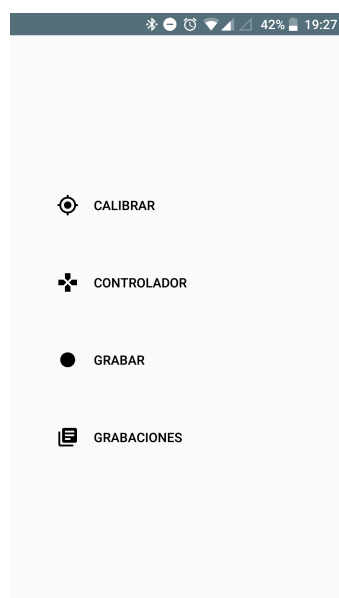 42% 19:27
CALIBRAR
CONTROLADOR
GRABAR
GRABACIONES